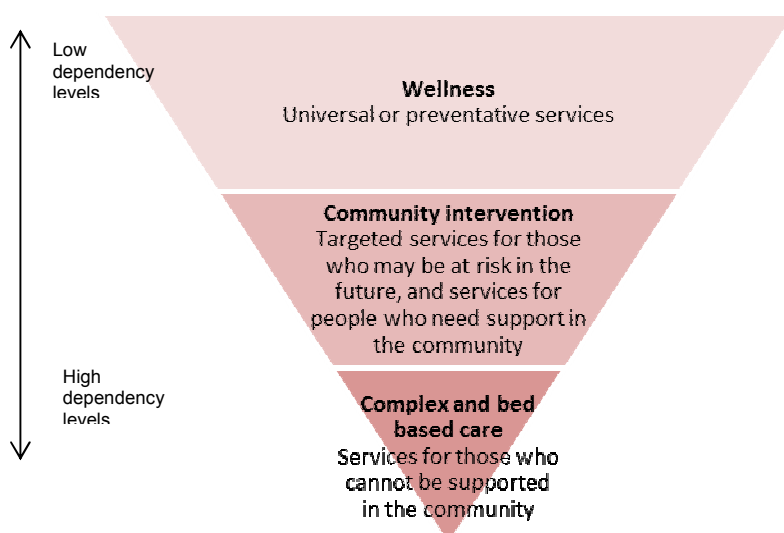 Low
dependency
levels
Wellness
Universal or preventative services
Community intervention
Targeted services for those
who may be at risk in the
future, and services for
people who need support in
the community
High
dependency
levels
Complex and bed
based care
Services for those who
cannot be supported
in the community